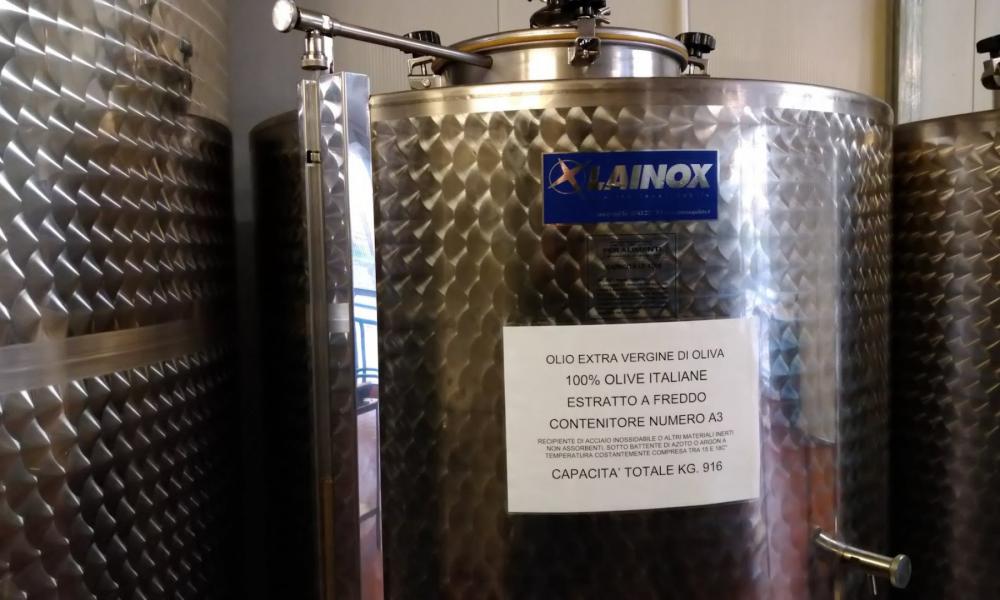 LAINOX
PER ALIMENTI
OLIO EXTRA VERGINE DI OLIVA
100% OLIVE ITALIANE
ESTRATTO A FREDDO
CONTENITORE NUMERO A3
RECIPIENTE DI ACCIAIO INOSSIDABILE O ALTRI MATERIALI INERTI
NON ASSORBENTI, SOTTO BATTENTE DI AZOTO O ARGON A
TEMPERATURA COSTANTEMENTE COMPRESA TRA 15 E 18C°
CAPACITA' TOTALE KG. 916